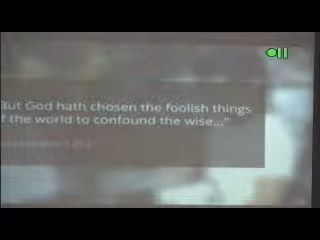 But God hath chosen the foolish things
f the world to confound the wise..."